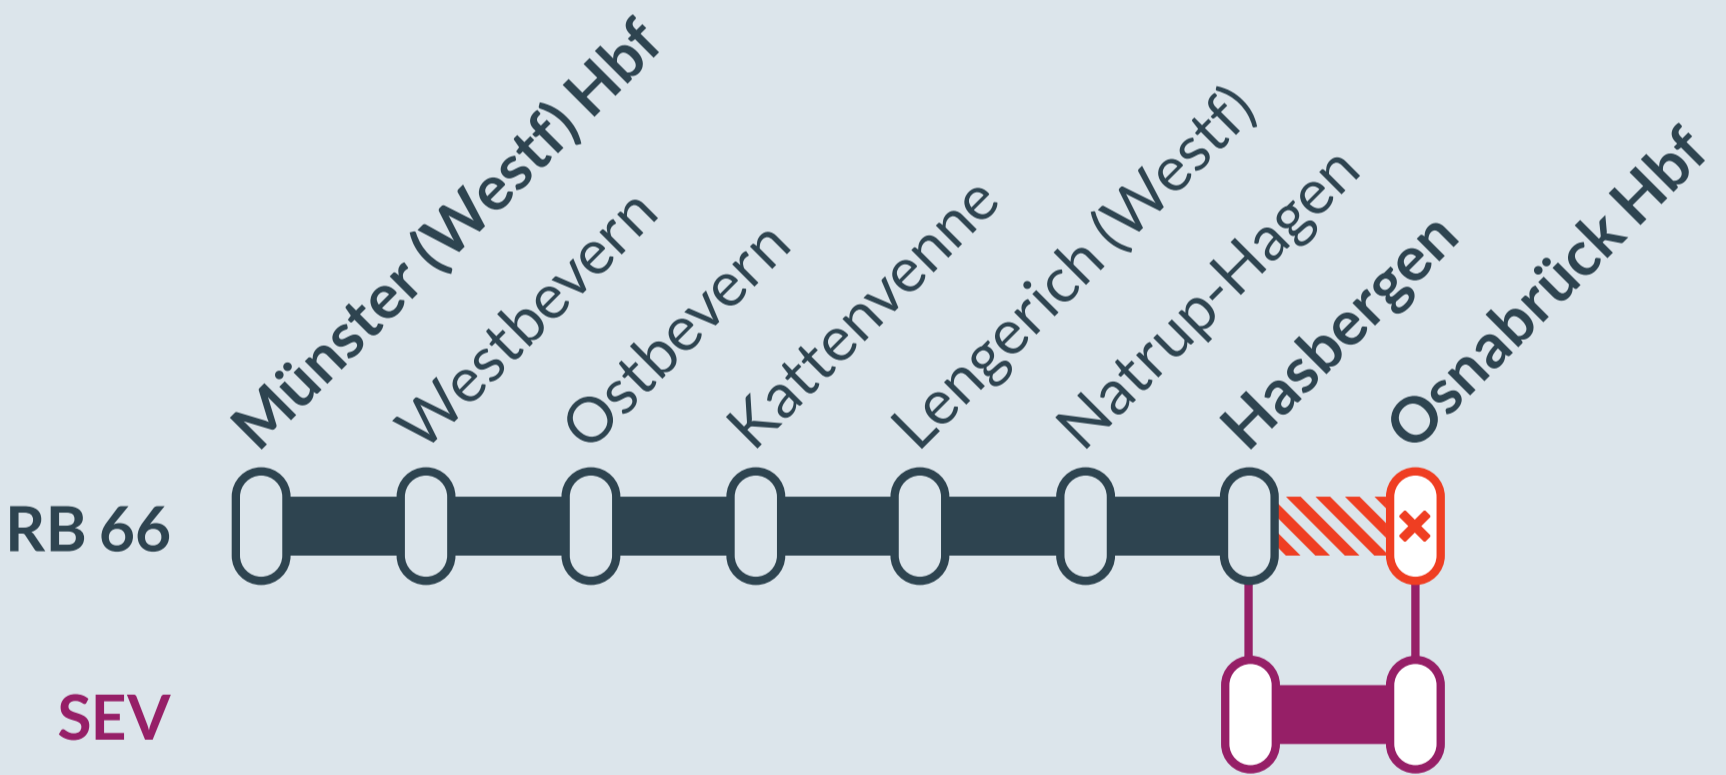 Münster (Westf) Hbf
Westbevern
Ostbevern
Kattenvenne
Lengerich (Westf)
Natrup-Hagen
Hasbergen
Osnabrück Hbf
RB 66
SEV